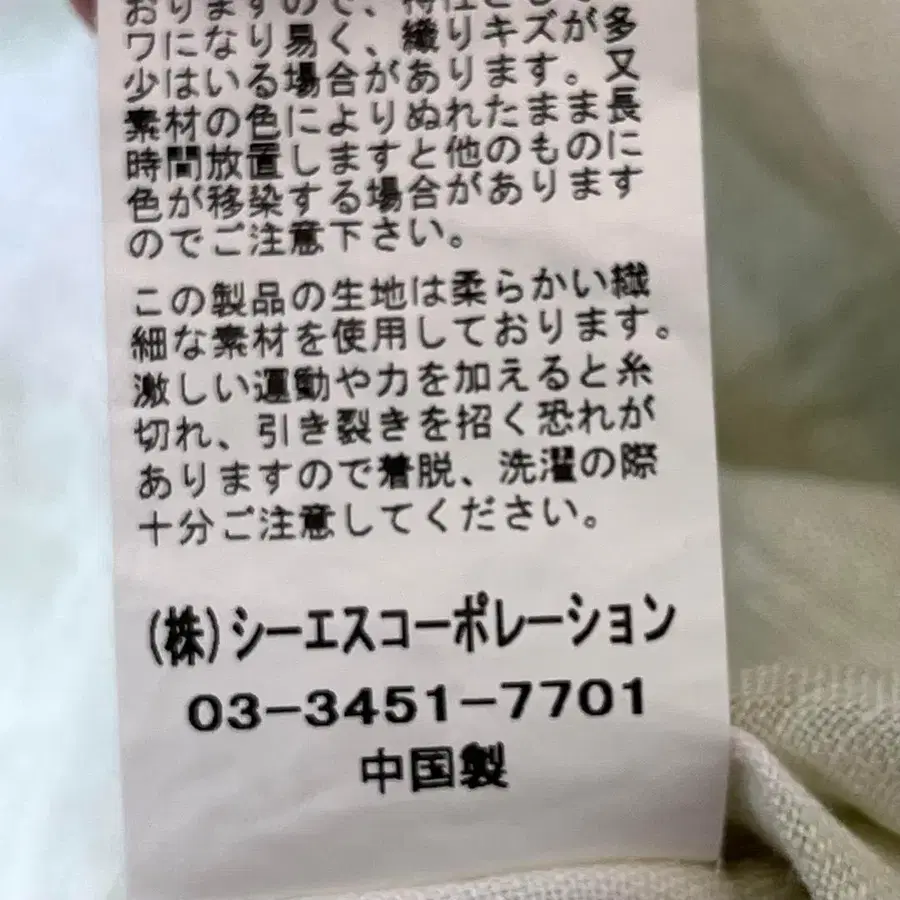 おりますので、特性
ワになり易く、織りキズが多
少はいる場合があります。又
素材の色によりぬれたまま長
時間放置しますと他のものに
色が移染する場合があります
のでご注意下さい。
この製品の生地は柔らかい繊
細な素材を使用しております。
激しい運動や力を加えると糸
切れ、引き裂きを招く恐れが
ありますので着脱、洗濯の際
十分ご注意してください。
(株)シーエスコーポレーション
03-3451-7701
中国製